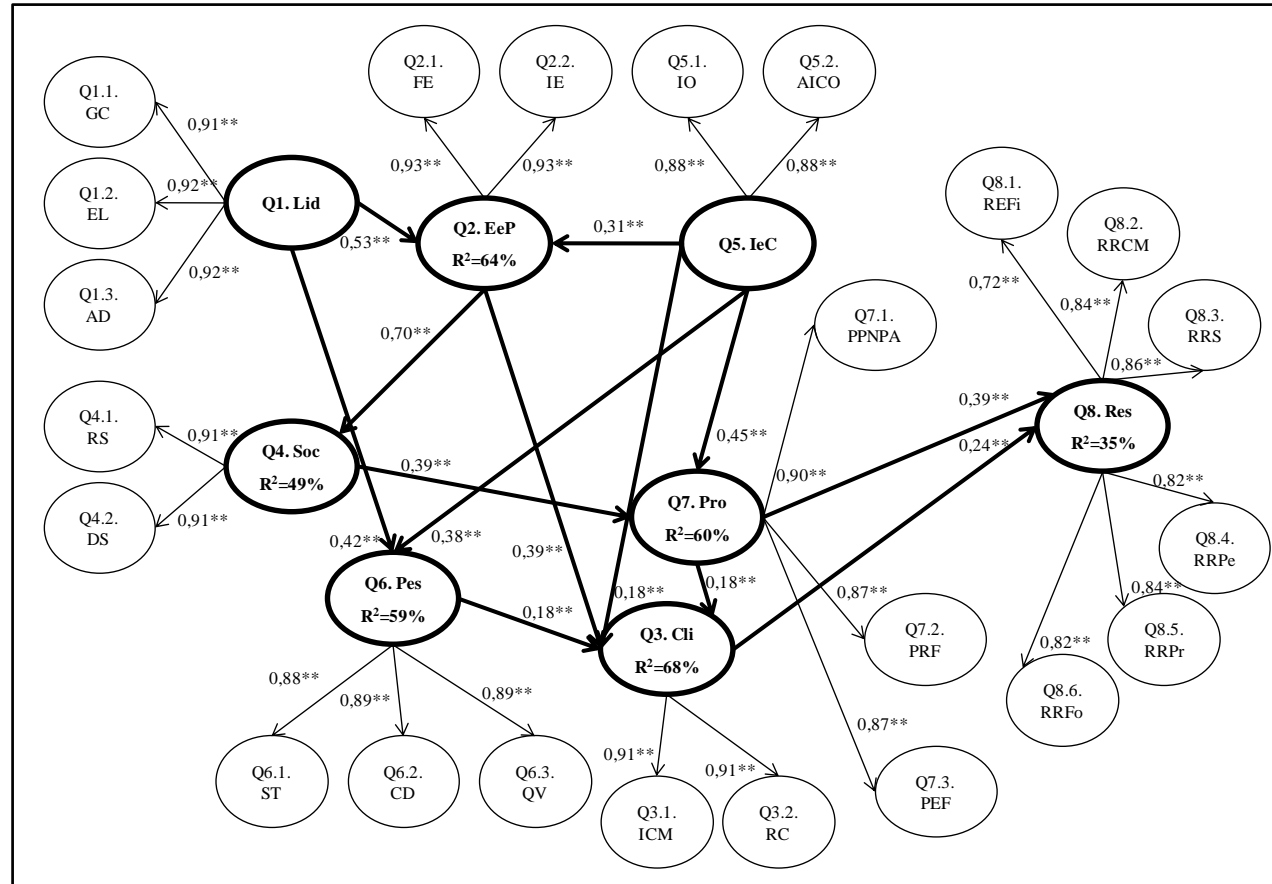 Q2.1.
FE
Q2.2.
IE
Q5.1.
IO
Q5.2.
AICO
Q1.1.
GC
0,91**
0,93**
0,93**
0,88**
0,88**
Q1.2.
EL
0,92**
Q1. Lid
0,53**
Q2. EeP
R²=64%
0,31**
Q5. IeC
Q8.1.
REFi
Q8.2.
RRCM
Q1.3.
AD
0,92**
0,72**
0,84**
Q7.1.
PPNPA
Q8.3.
RRS
0,70**
0,86**
Q4.1.
RS
0,91**
Q4. Soc
R²=49%
0,39**
0,45**
0,39**
0,24**
Q8. Res
R²=35%
Q4.2.
DS
0,91**
0,90**
Q7. Pro
R²=60%
0,82**
Q8.4.
RRPe
0,42**
0,38**
0,39**
Q6. Pes
R²=59%
0,18**
0,18**
0,18**
0,87**
0,84**
Q3. Cli
R²=68%
Q7.2.
PRF
Q8.5.
RRPr
0,82**
Q8.6.
RRFo
0,88**
0,89**
0,89**
0,91**
0,91**
0,87**
Q6.1.
ST
Q6.2.
CD
Q6.3.
QV
Q3.1.
ICM
Q3.2.
RC
Q7.3.
PEF